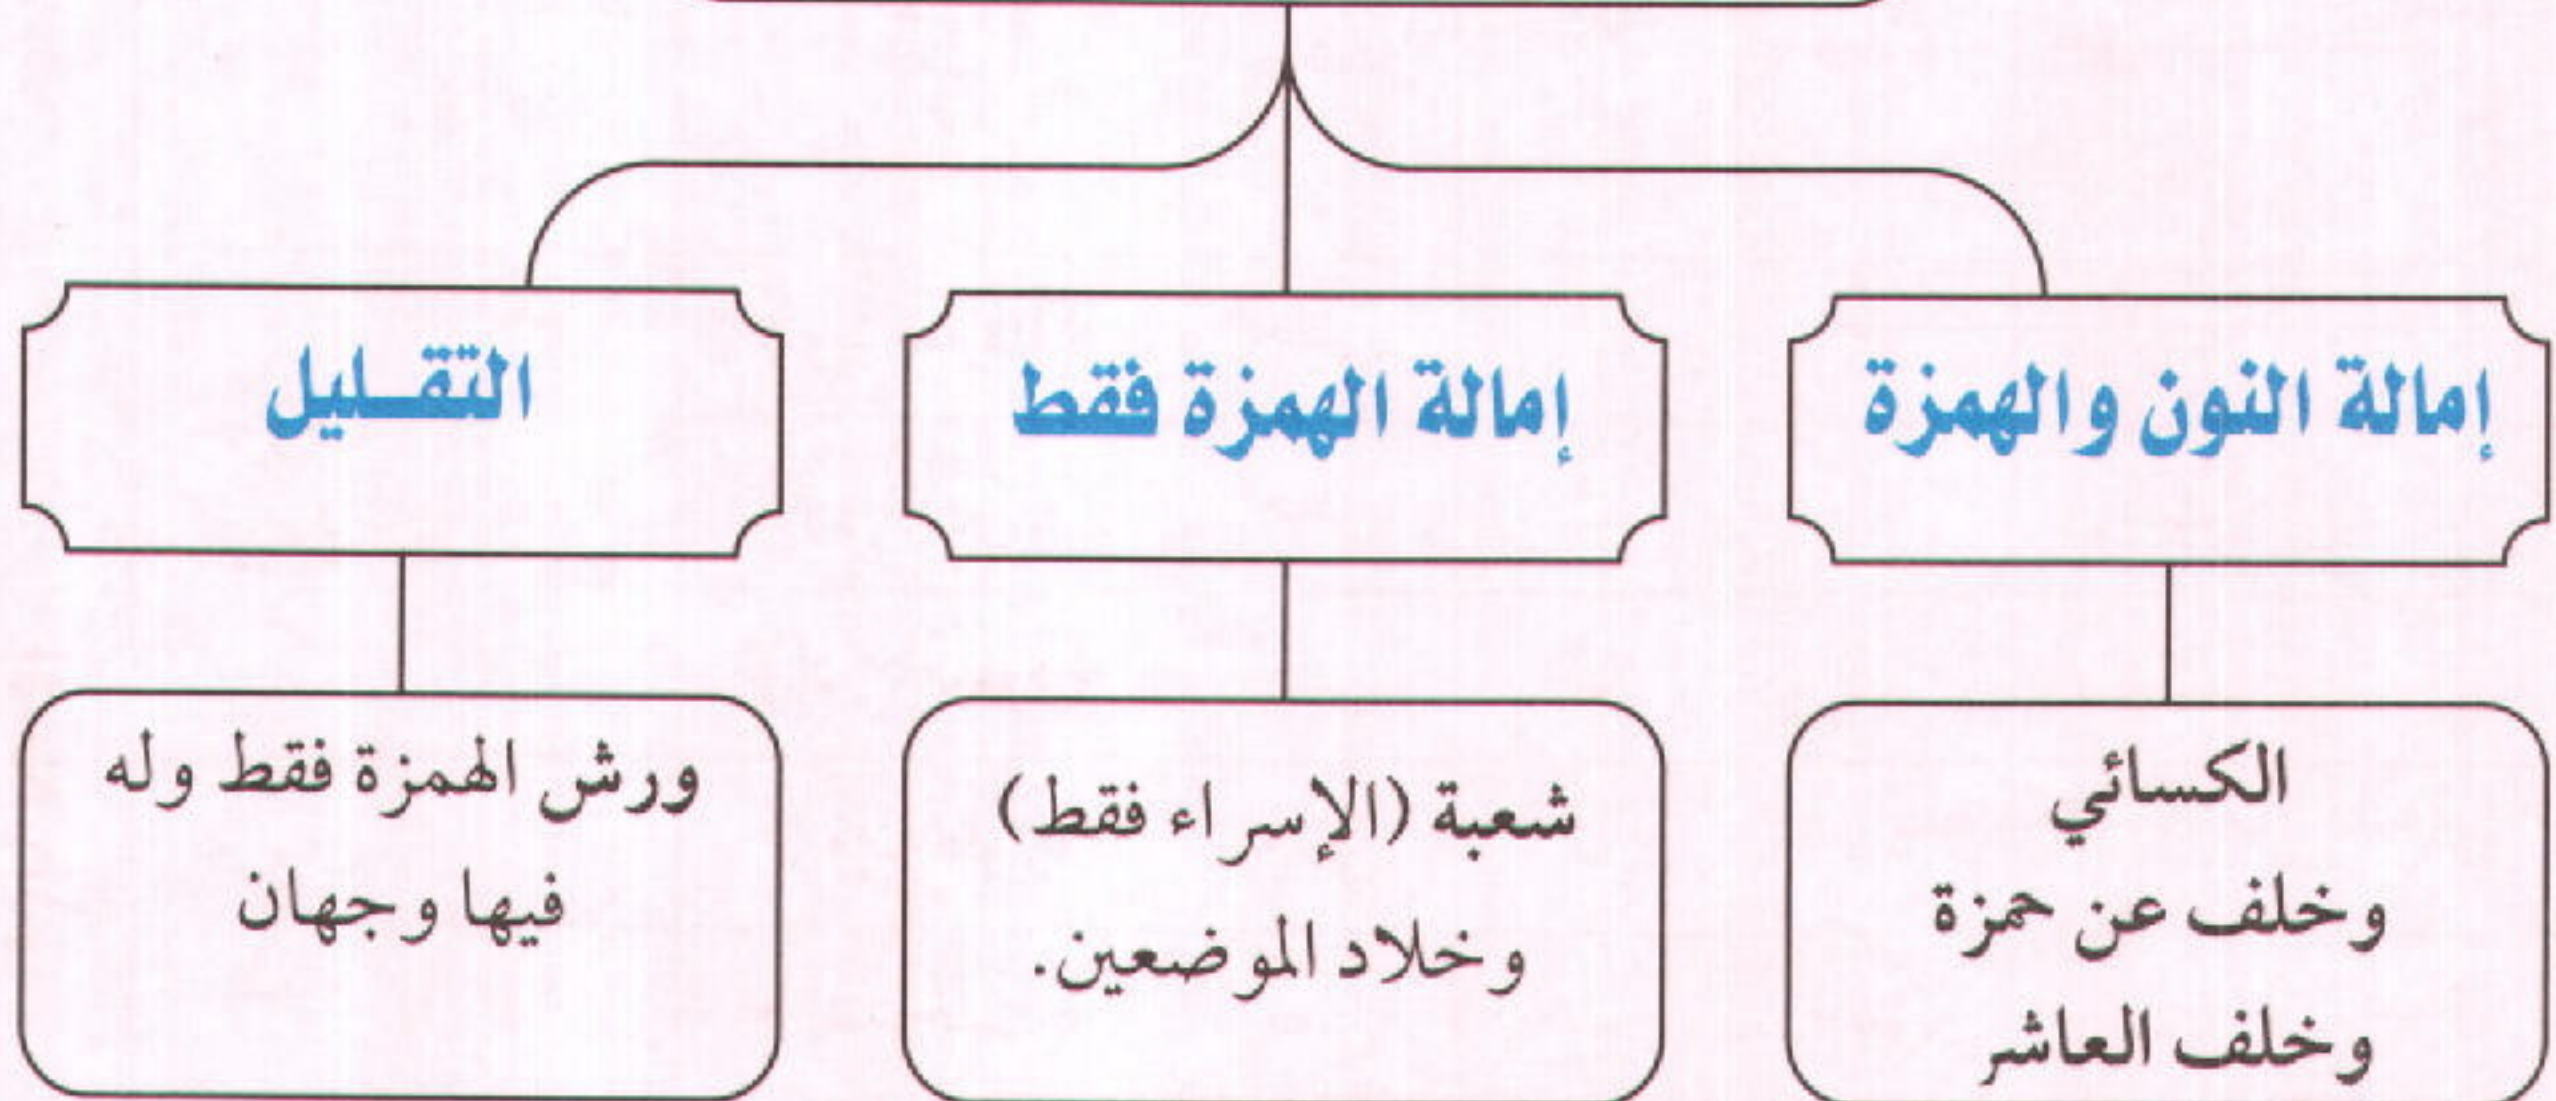 إمالة النون والهمزة
إمالة الهمزة فقط
التقليل
الكسائي
وخلف عن حمزة
وخلف العاشر
شعبة (الإسراء فقط)
وخلاد الموضعين.
ورش الهمزة فقط وله
فيها وجهان